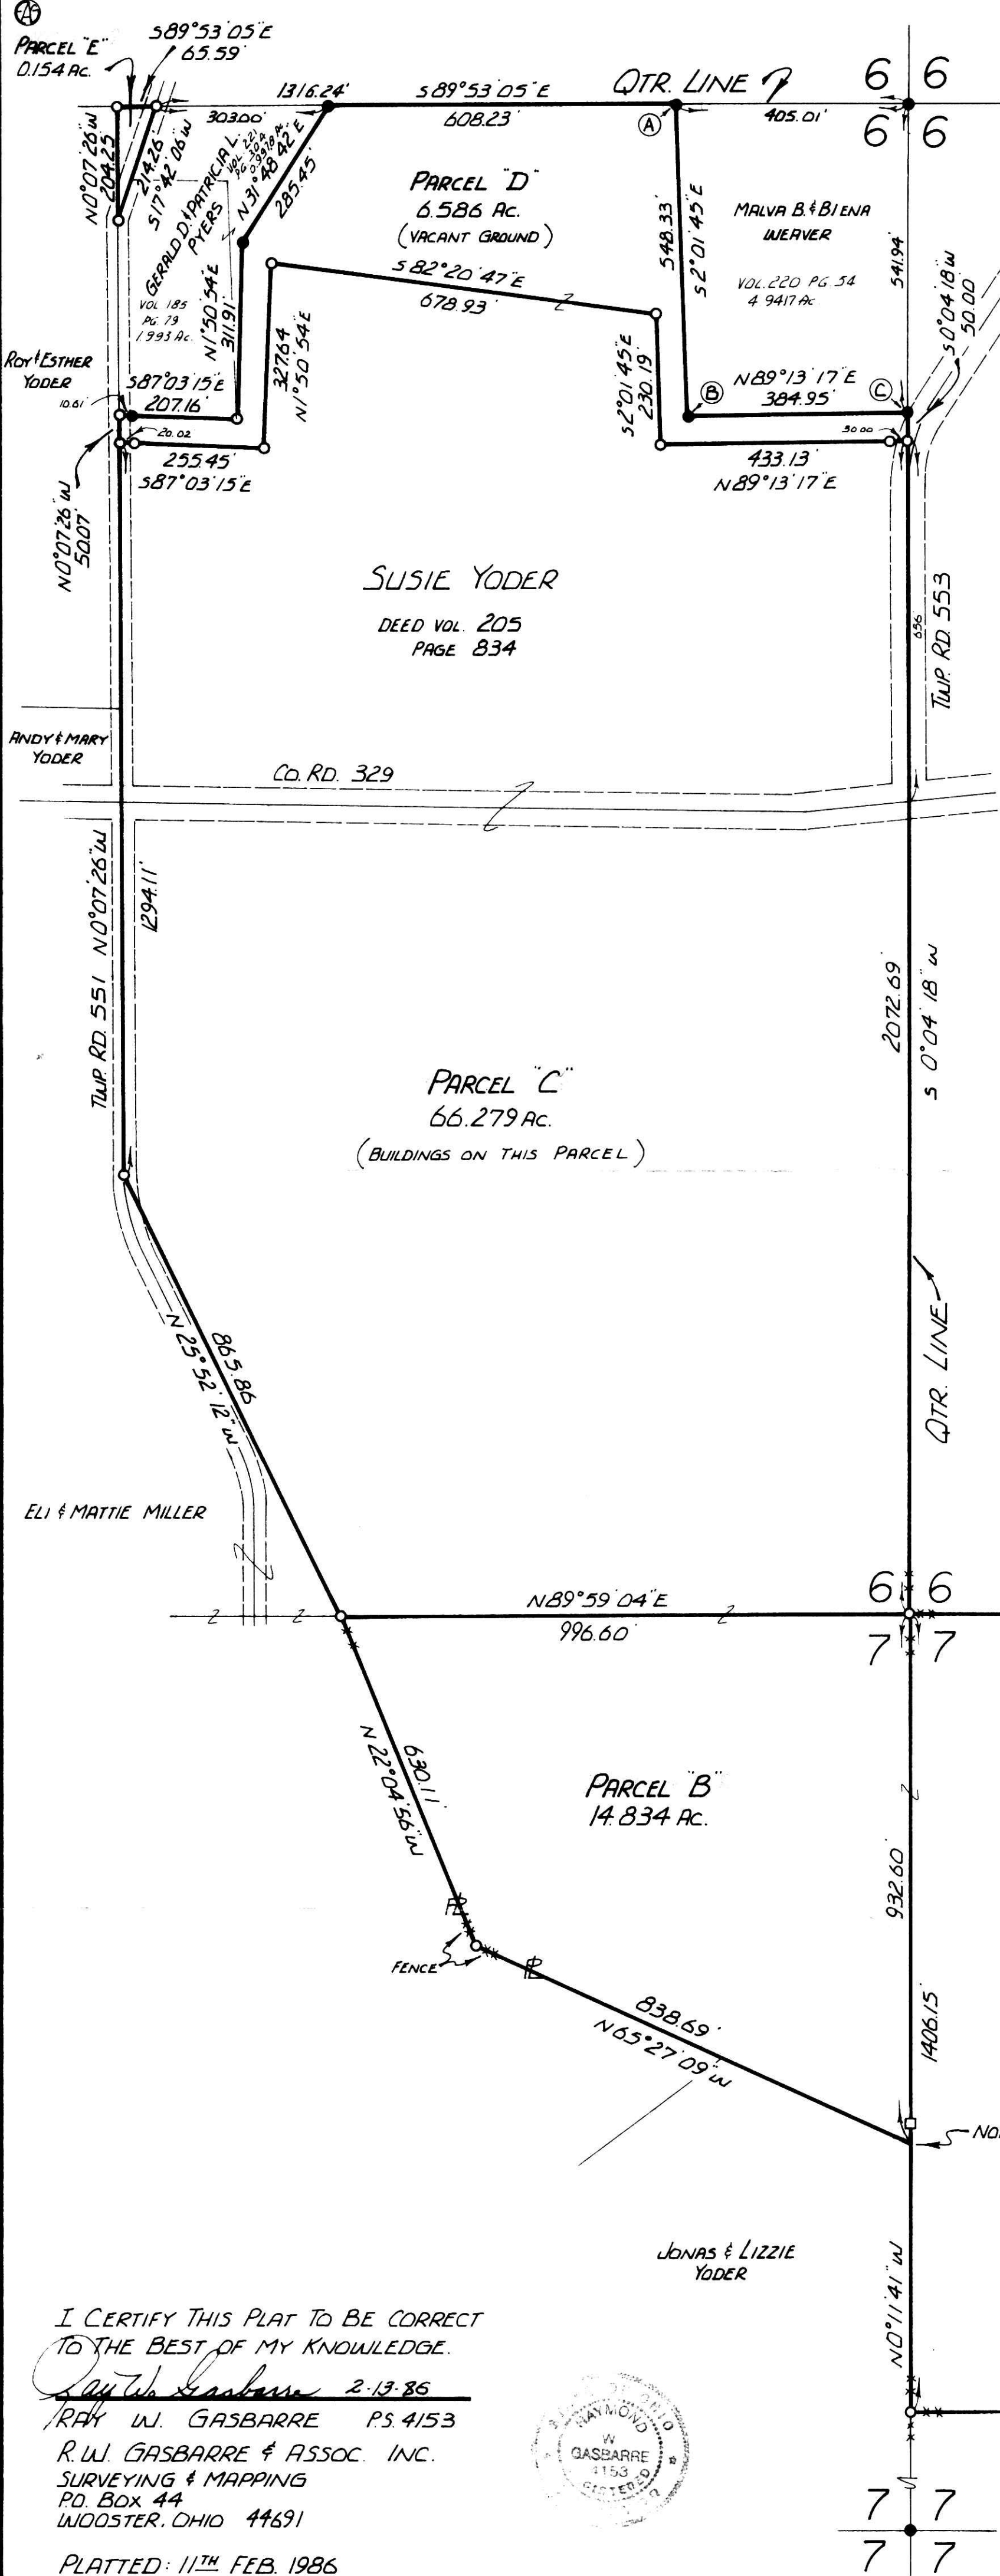 EAS
PARCEL "E"
0.154 AC.
S89°53'05"E
65.59'
1316.24'
S89°53'05"E
QTR. LINE
6 6
303.00'
608.23'
A
405.01'
6 6
N0°07'26"W
204.25
214.26'
S17°42'06"W
GERALD D. & PATRICIA L.
PYERS
VOL 185
PG. 79
1.993 AC.
N31°48'42"E
285.45'
PARCEL "D"
6.586 AC.
(VACANT GROUND)
S82°20'47"E
678.93'
548.33'
S2°01'45"E
MALVA B. & BIENA
WEAVER
VOL. 220 PG. 54
4.9417 AC
541.94'
S0°04'18"W
50.00
N1°50'54"E
311.91'
327.64
N1°50'54"E
S2°01'45"E
230.19'
ROY & ESTHER
YODER
10.61'
S87°03'15"E
207.16'
20.02
255.45'
S87°03'15"E
N0°07'26"W
50.07'
B
N89°13'17"E
384.95'
C
30.00
433.13'
N89°13'17"E
SUSIE YODER
DEED VOL. 205
PAGE 834
656
TWP. RD. 553
ANDY & MARY
YODER
CO. RD. 329
TWP. RD. 551 N0°07'26"W
1294.11'
2072.69'
S 0°04'18"W
PARCEL "C"
66.279 AC.
(BUILDINGS ON THIS PARCEL)
QTR. LINE
865.86
N25°52'12"W
ELI & MATTIE MILLER
N89°59'04"E
996.60'
6 6
7 7
630.11'
N22°04'56"W
PARCEL "B"
14.834 AC.
932.60'
PL
FENCE
PL
838.69'
N65°27'09"W
1406.15'
NO
JONAS & LIZZIE
YODER
N0°11'41"W
I CERTIFY THIS PLAT TO BE CORRECT
TO THE BEST OF MY KNOWLEDGE.
Ray W. Gasbarre 2-13-86
RAY W. GASBARRE P.S. 4153
R.W. GASBARRE & ASSOC. INC.
SURVEYING & MAPPING
P.O. BOX 44
WOOSTER, OHIO 44691
PLATTED: 11TH FEB. 1986
OF OHIO
RAYMOND
W
GASBARRE
4153
7 7
7 7